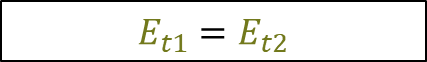 E_{t1} = E_{t2}